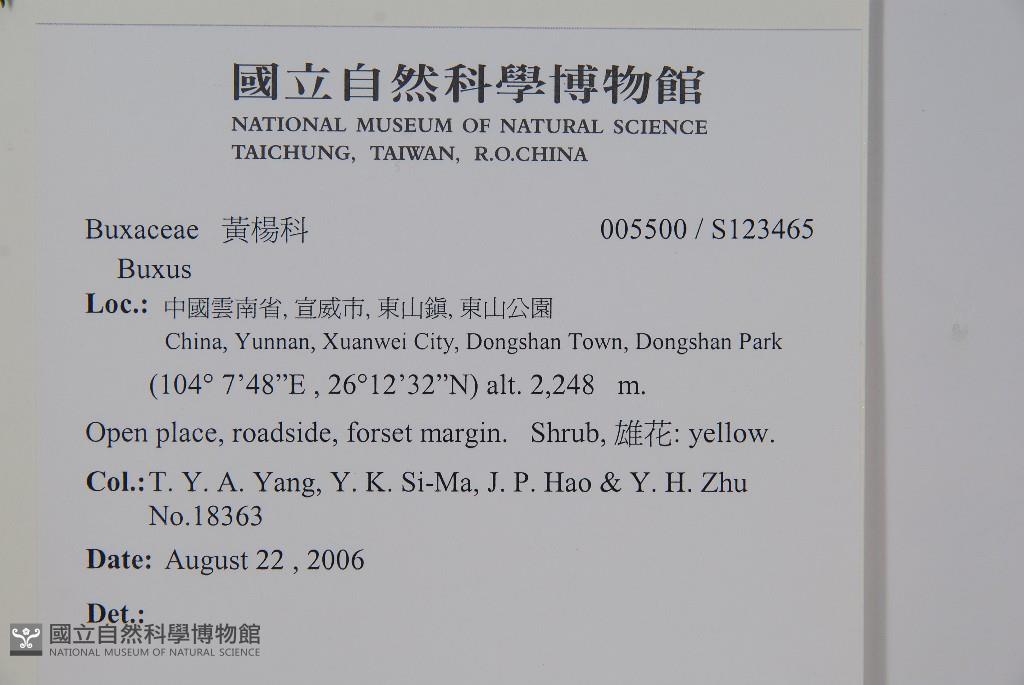 國立自然科學博物館
NATIONAL MUSEUM OF NATURAL SCIENCE
TAICHUNG, TAIWAN, R.O.CHINA
Buxaceae 黃楊科 005500 / S123465
Buxus
Loc.: 中國雲南省, 宣威市, 東山鎮, 東山公園
China, Yunnan, Xuanwei City, Dongshan Town, Dongshan Park
(104° 7’48”E , 26°12’32”N) alt. 2,248 m.
Open place, roadside, forset margin. Shrub, 雄花: yellow.
Col.: T. Y. A. Yang, Y. K. Si-Ma, J. P. Hao & Y. H. Zhu
No.18363
Date: August 22 , 2006
Det.:
國立自然科學博物館
NATIONAL MUSEUM OF NATURAL SCIENCE